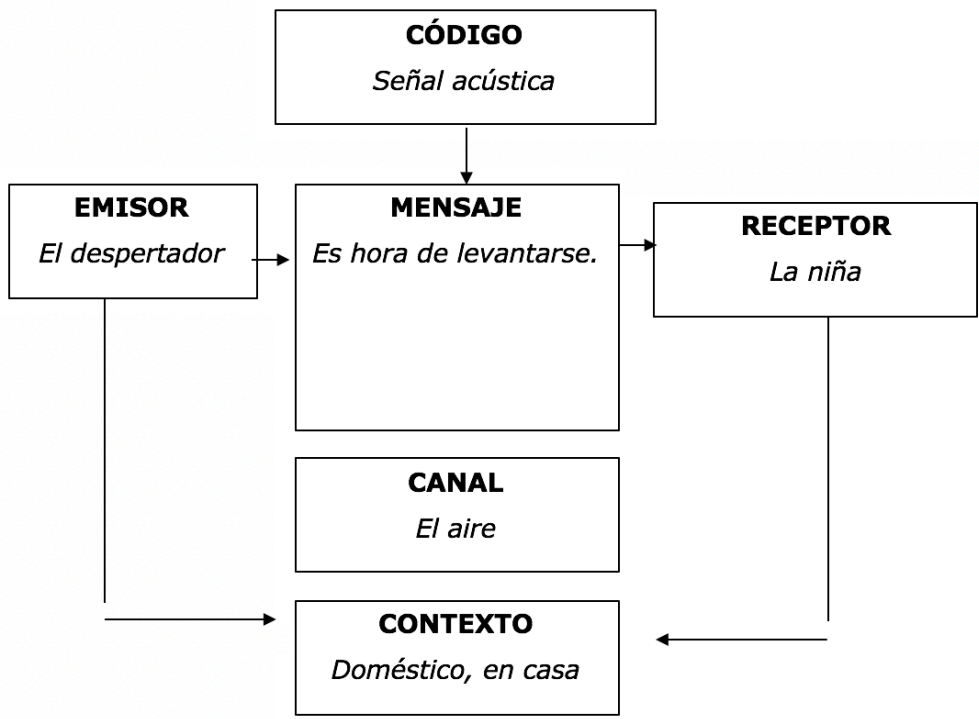 CÓDIGO
Señal acústica
EMISOR
El despertador
MENSAJE
Es hora de levantarse.
RECEPTOR
La niña
CANAL
El aire
CONTEXTO
Doméstico, en casa